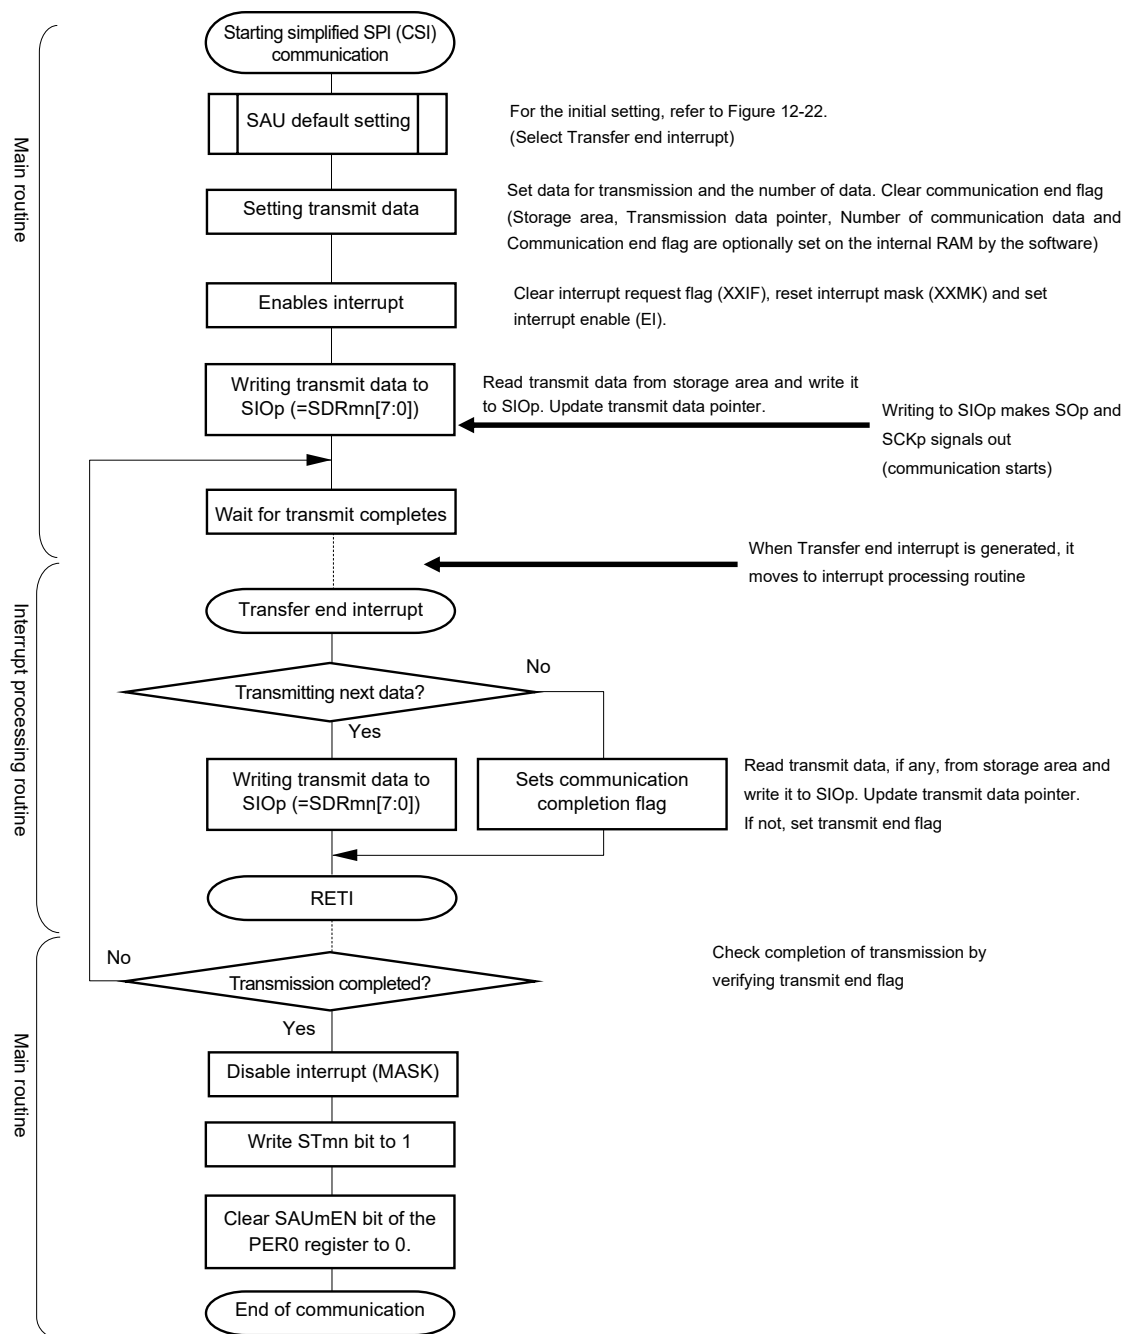 Starting simplified SPI (CSI)
communication
SAU default setting
For the initial setting, refer to Figure 12-22.
(Select Transfer end interrupt)
Main routine
Setting transmit data
Set data for transmission and the number of data. Clear communication end flag
(Storage area, Transmission data pointer, Number of communication data and
Communication end flag are optionally set on the internal RAM by the software)
Enables interrupt
Clear interrupt request flag (XXIF), reset interrupt mask (XXMK) and set
interrupt enable (EI).
Writing transmit data to
SIOp (=SDRmn[7:0])
Read transmit data from storage area and write it
to SIOp. Update transmit data pointer.
Writing to SIOp makes SOp and
SCKp signals out
(communication starts)
Wait for transmit completes
When Transfer end interrupt is generated, it
moves to interrupt processing routine
Interrupt processing routine
Transfer end interrupt
No
Transmitting next data?
Yes
Writing transmit data to
SIOp (=SDRmn[7:0])
Sets communication
completion flag
Read transmit data, if any, from storage area and
write it to SIOp. Update transmit data pointer.
If not, set transmit end flag
RETI
No
Transmission completed?
Check completion of transmission by
verifying transmit end flag
Yes
Main routine
Disable interrupt (MASK)
Write STmn bit to 1
Clear SAUmEN bit of the
PER0 register to 0.
End of communication